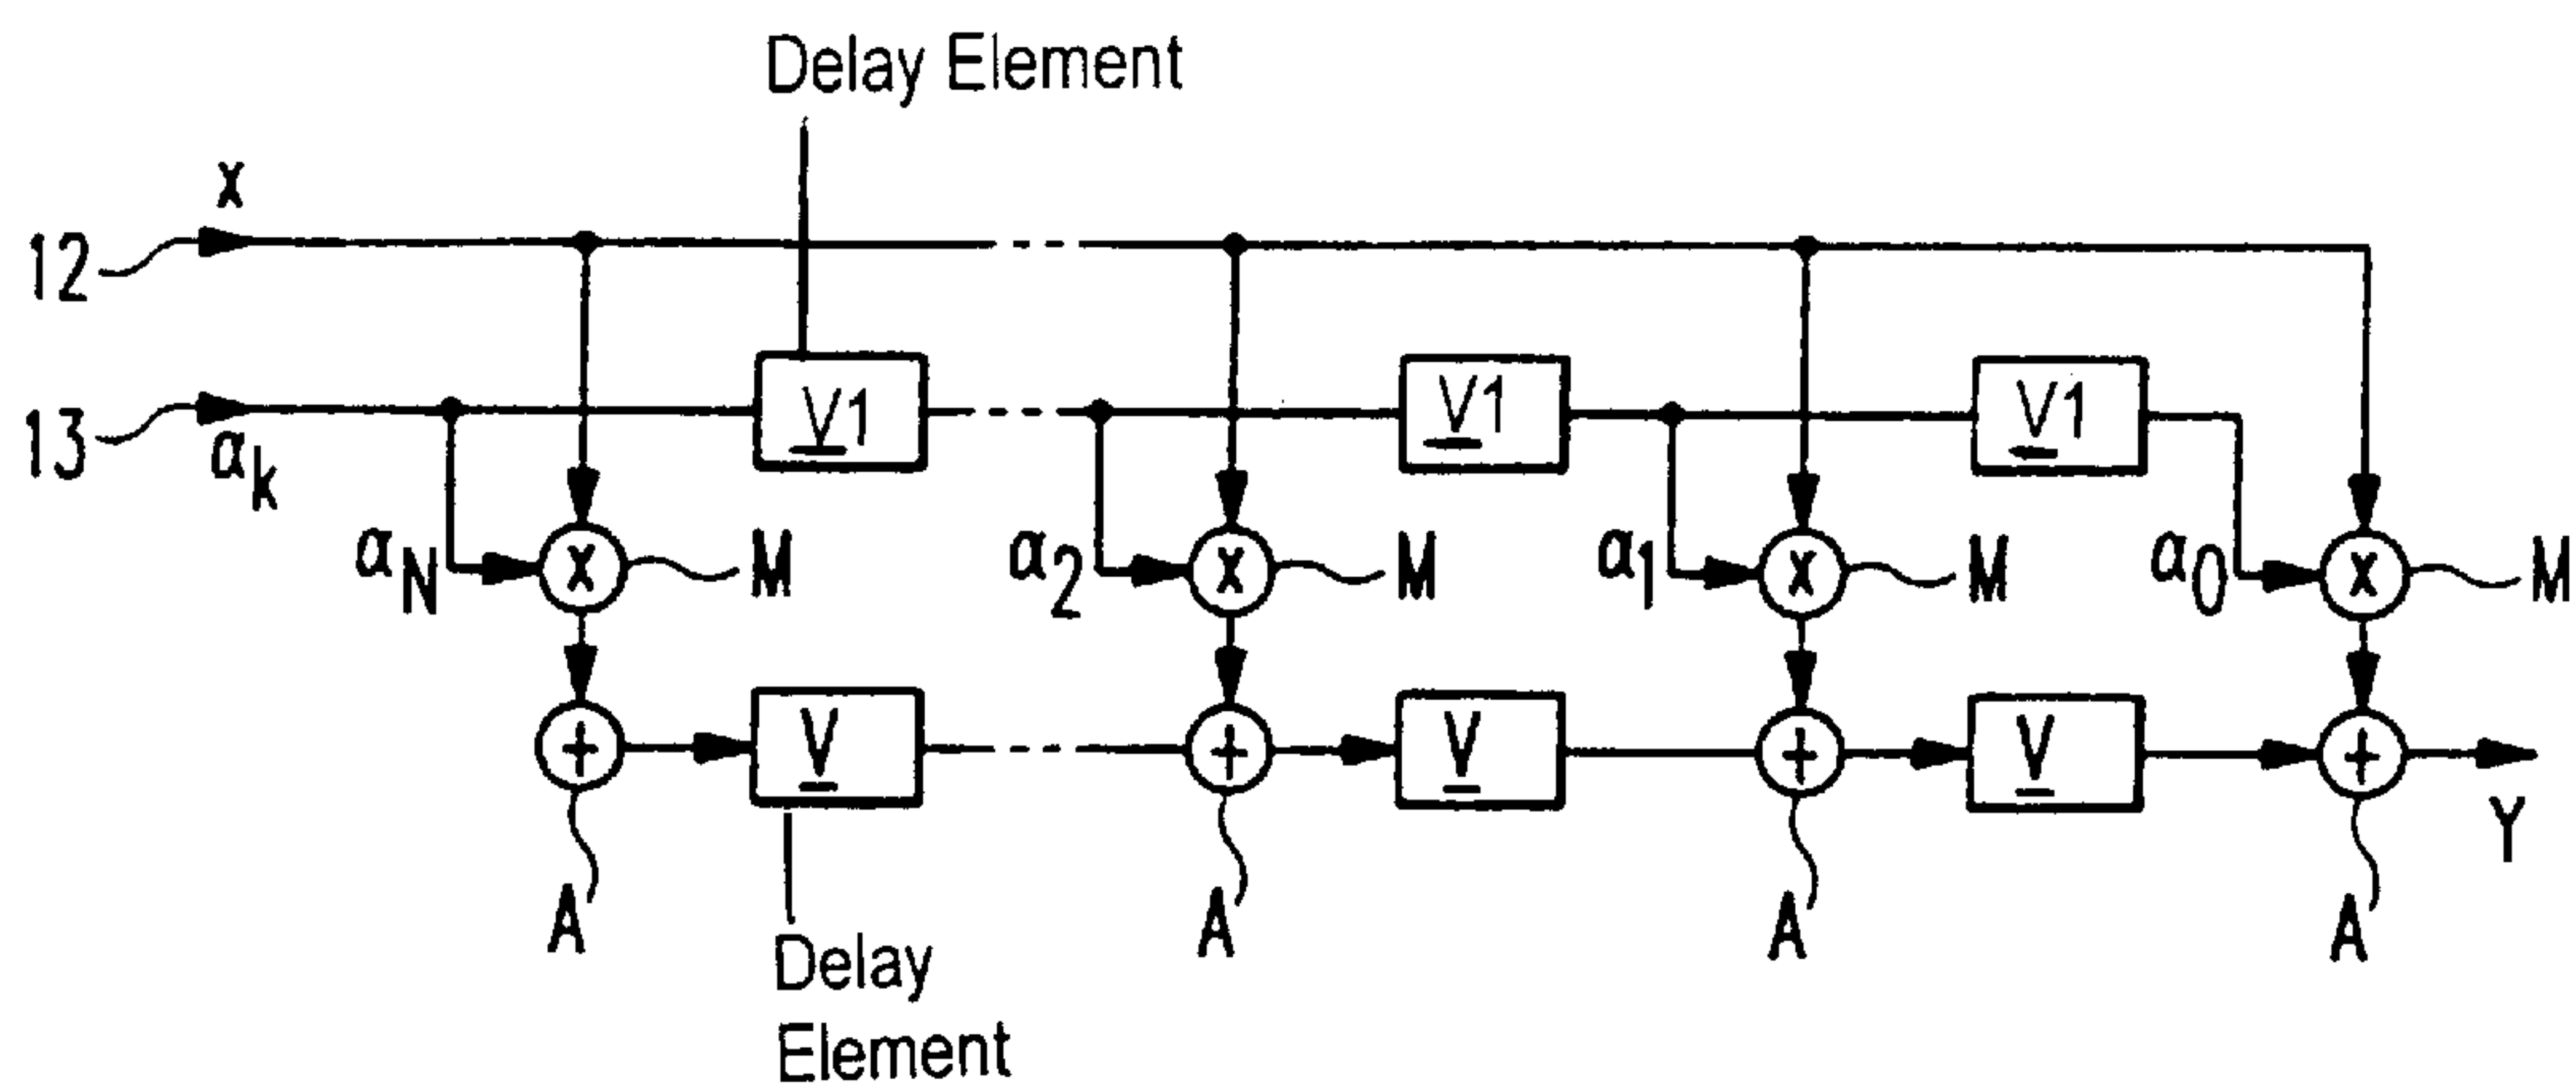 Delay Element
x
12
V1 V1 V1
13
αk
αN X M α2 X M α1 X M α0 X M
+ V + V + V +
Y
A A A A
Delay
Element